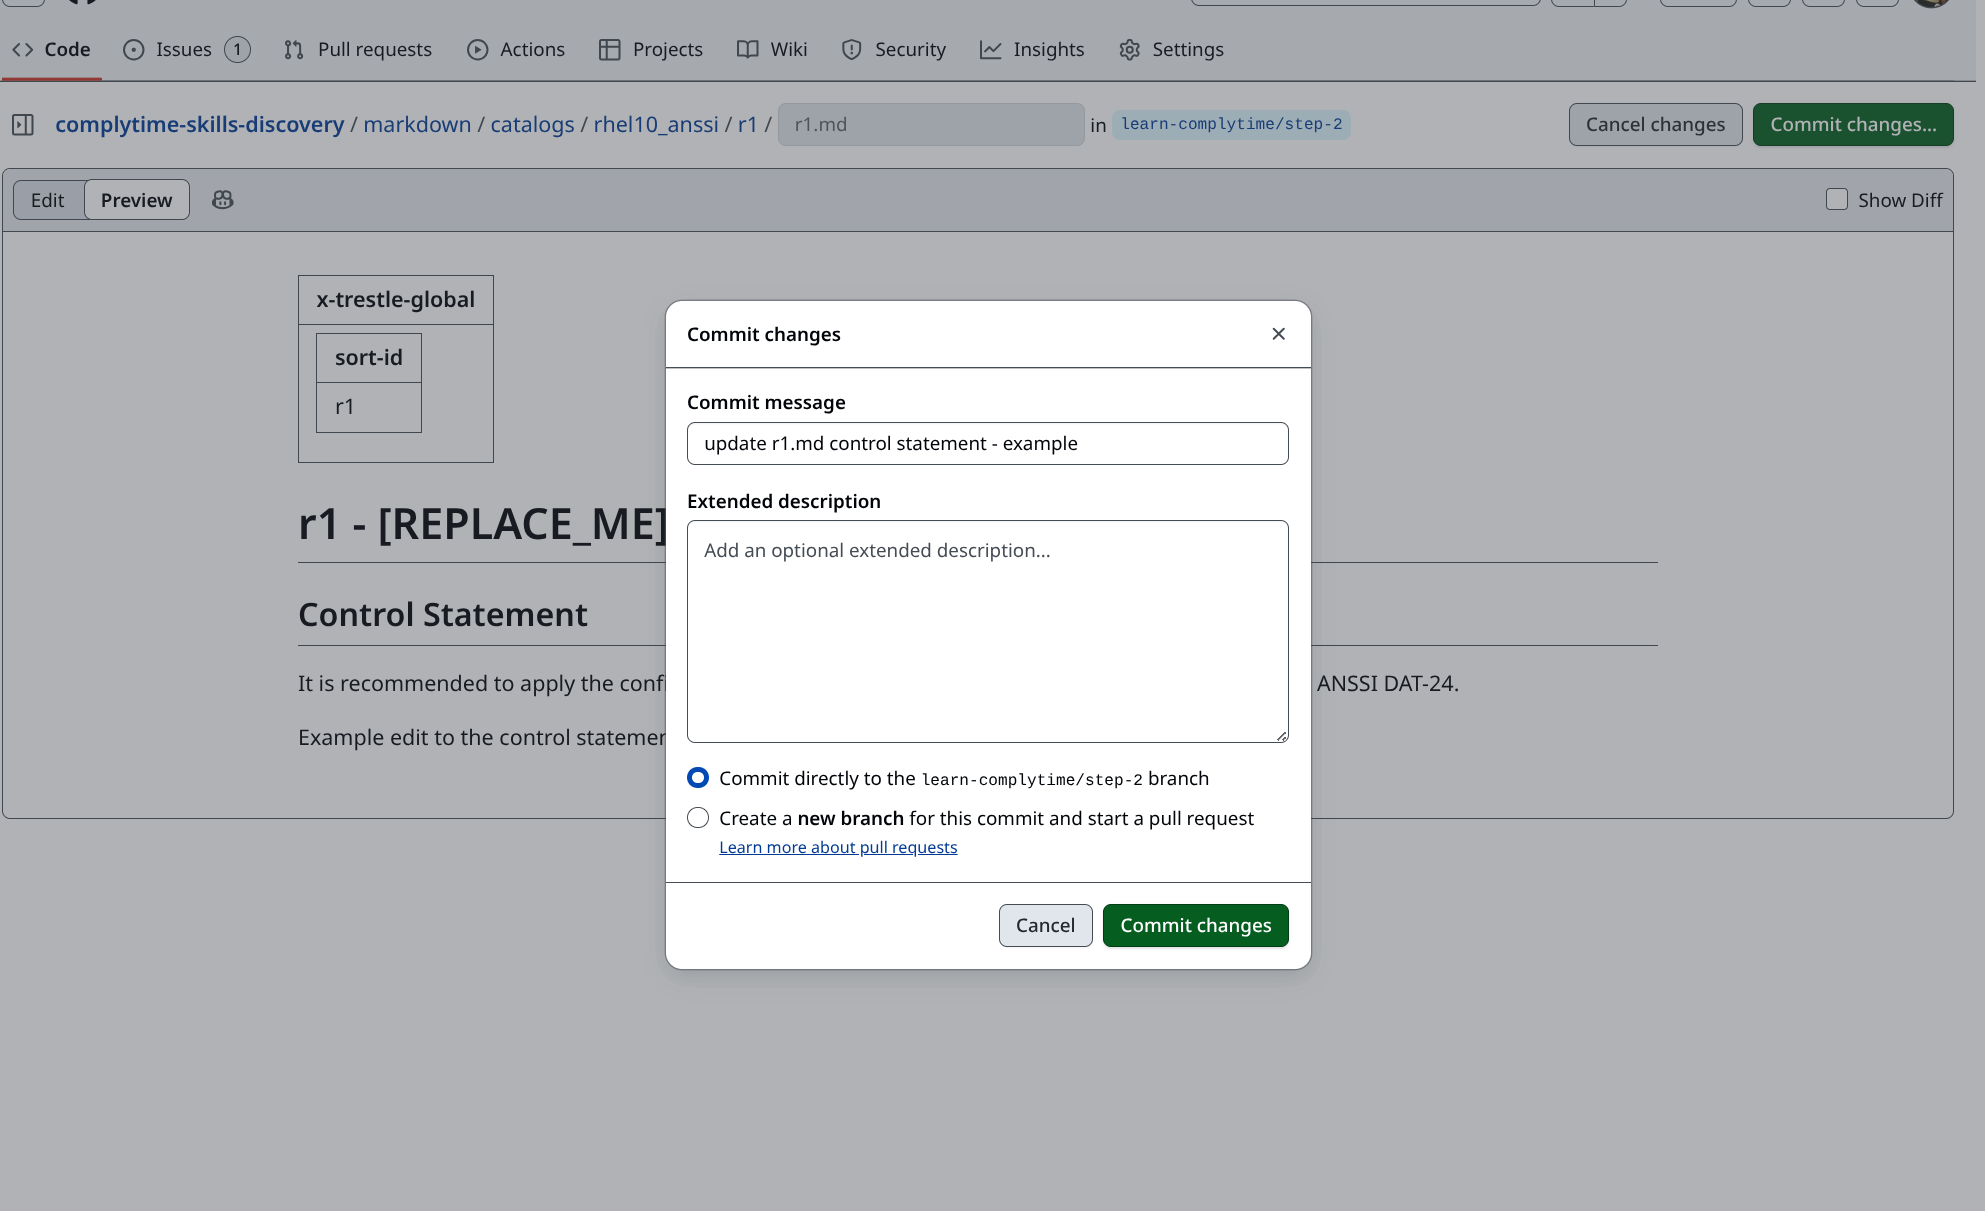 Code Issues 1 Pull requests Actions Projects Wiki Security Insights Settings
complytime-skills-discovery / markdown / catalogs / rhel10_anssi / r1 / r1.md in learn-complytime/step-2 Cancel changes Commit changes...
Edit Preview Show Diff
x-trestle-global
sort-id
r1
r1 - [REPLACE_ME]
Control Statement
It is recommended to apply the conf
ANSSI DAT-24.
Example edit to the control statemen
Commit changes
Commit message
update r1.md control statement - example
Extended description
Add an optional extended description...
Commit directly to the learn-complytime/step-2 branch
Create a new branch for this commit and start a pull request
Learn more about pull requests
Cancel Commit changes